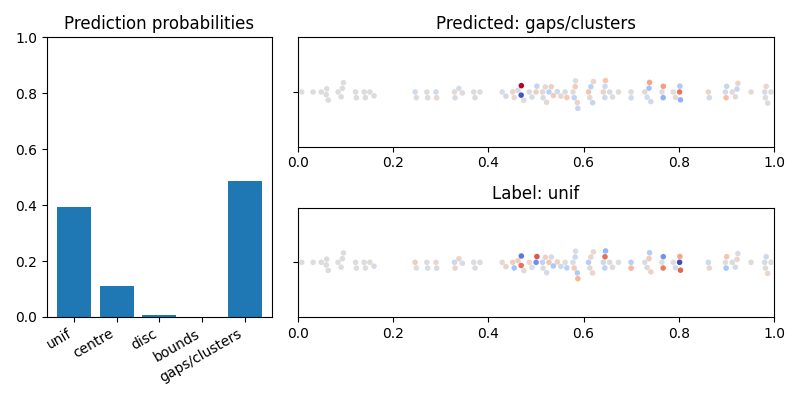 Prediction probabilities
1.0
0.8
0.6
0.4
0.2
0.0
unif
centre
disc
bounds
gaps/clusters
Predicted: gaps/clusters
0.0 0.2 0.4 0.6 0.8 1.0
Label: unif
0.0 0.2 0.4 0.6 0.8 1.0